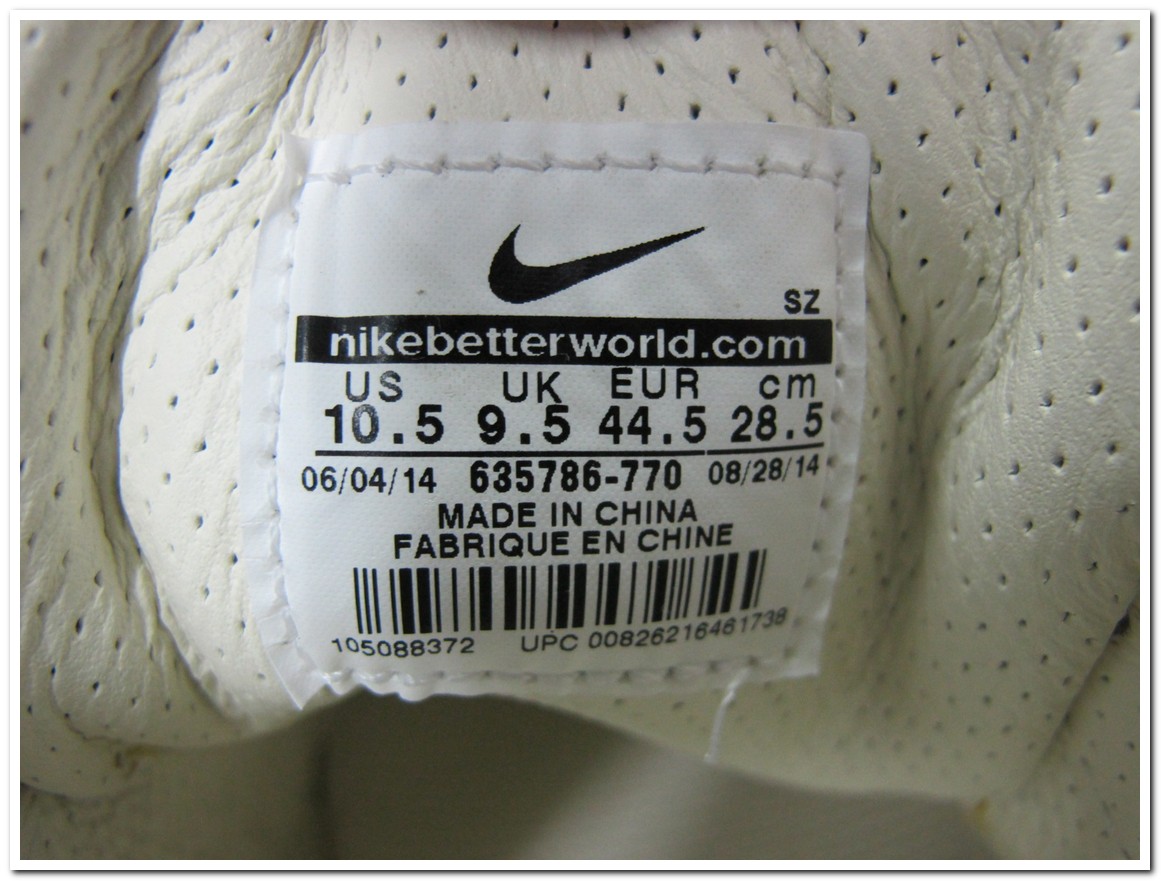 SZ
nikebetterworld.com
US UK EUR cm
10.5 9.5 44.5 28.5
06/04/14 635786-770 08/28/14
MADE IN CHINA
FABRIQUE EN CHINE
105088372 UPC 00826216461738